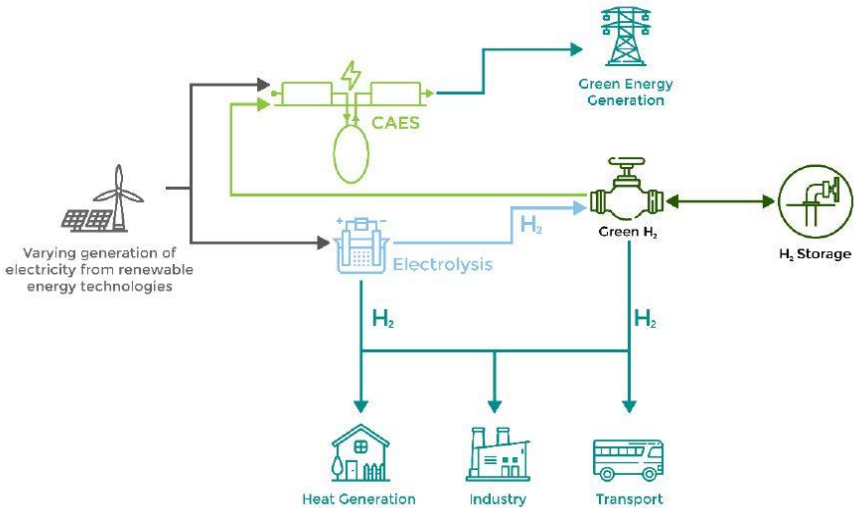 CAES
Green Energy
Generation
Varying generation of
electricity from renewable
energy technologies
+ −
Electrolysis
H₂
Green H₂
H₂ Storage
H₂
H₂
Heat Generation
Industry
Transport